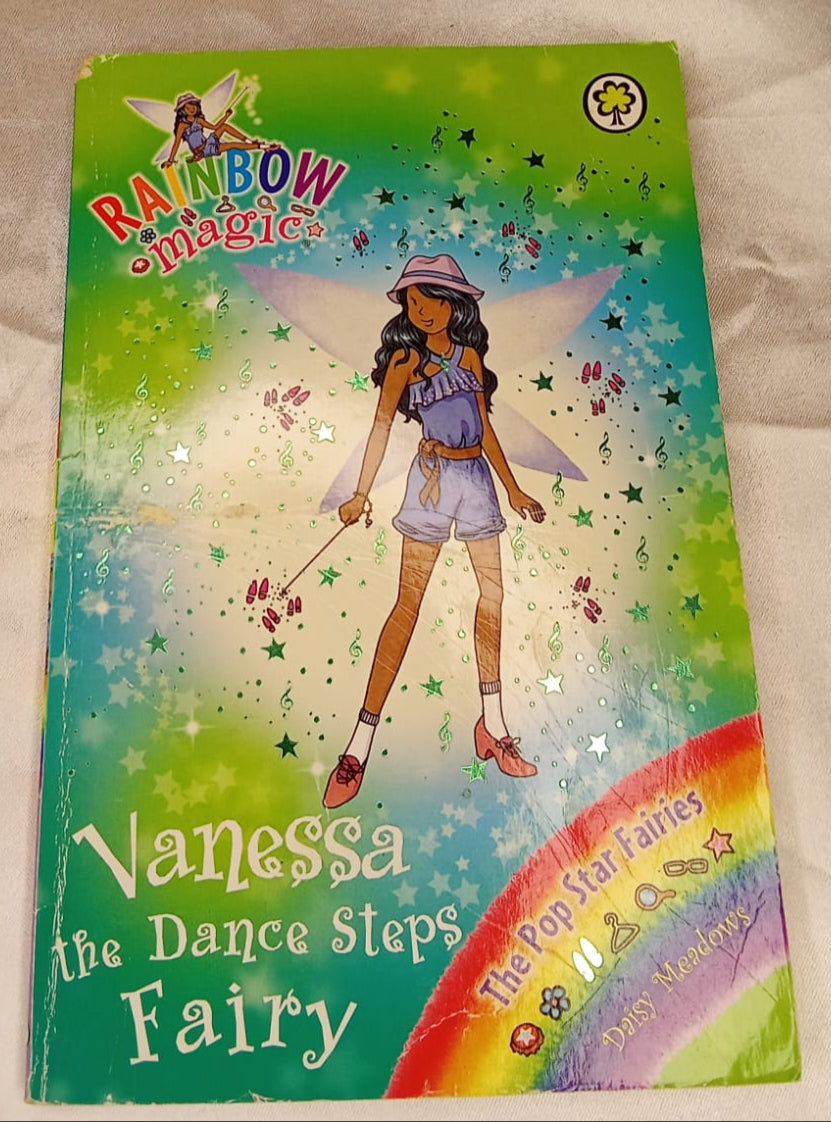 RAINBOW
magic
Vanessa
the Dance Steps
Fairy
The Pop Star Fairies
Daisy Meadows